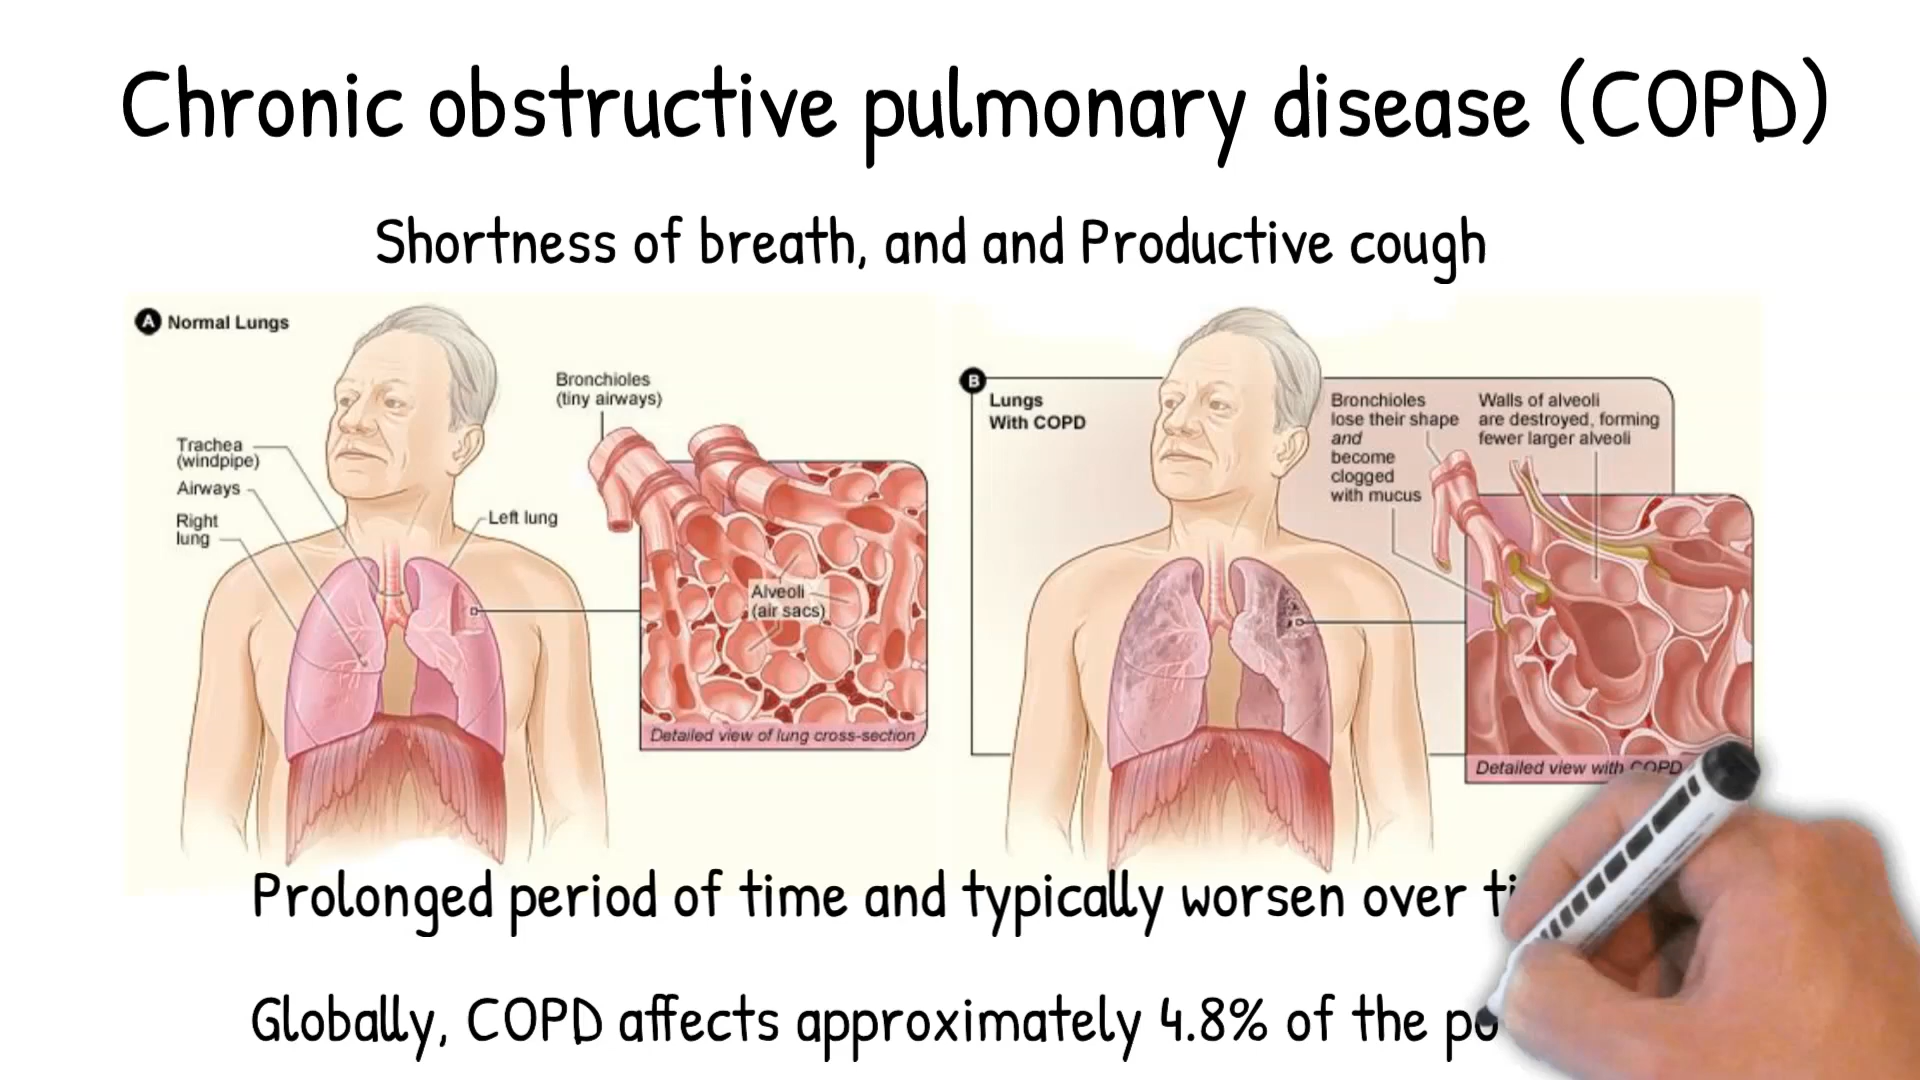 Chronic obstructive pulmonary disease (COPD)
Shortness of breath, and and Productive cough
A Normal Lungs
Bronchioles
(tiny airways)
Trachea
(windpipe)
Airways
Right
lung
Left lung
Alveoli
(air sacs)
Detailed view of lung cross-section
B
Lungs
With COPD
Bronchioles
lose their shape
and
become
clogged
with mucus
Walls of alveoli
are destroyed, forming
fewer larger alveoli
Detailed view with COPD
Prolonged period of time and typically worsen over
Globally, COPD affects approximately 4.8% of the